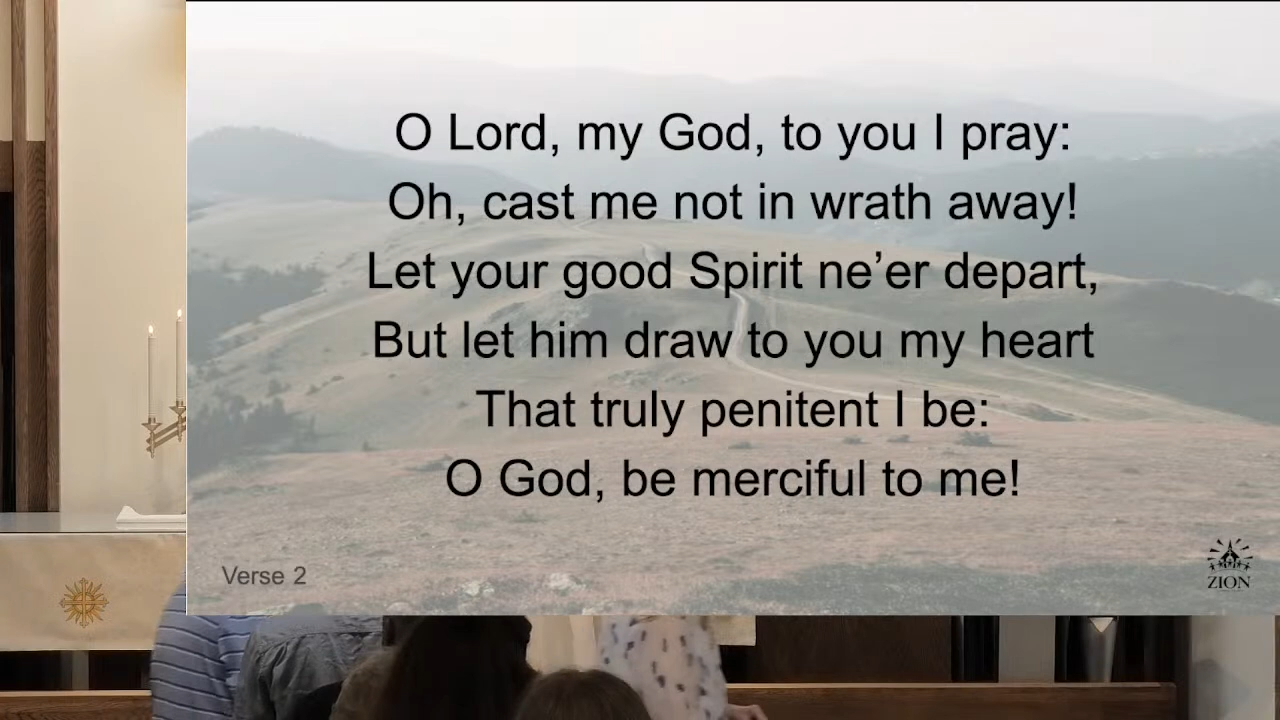 O Lord, my God, to you I pray:
Oh, cast me not in wrath away!
Let your good Spirit ne’er depart,
But let him draw to you my heart
That truly penitent I be:
O God, be merciful to me!
Verse 2
ZION